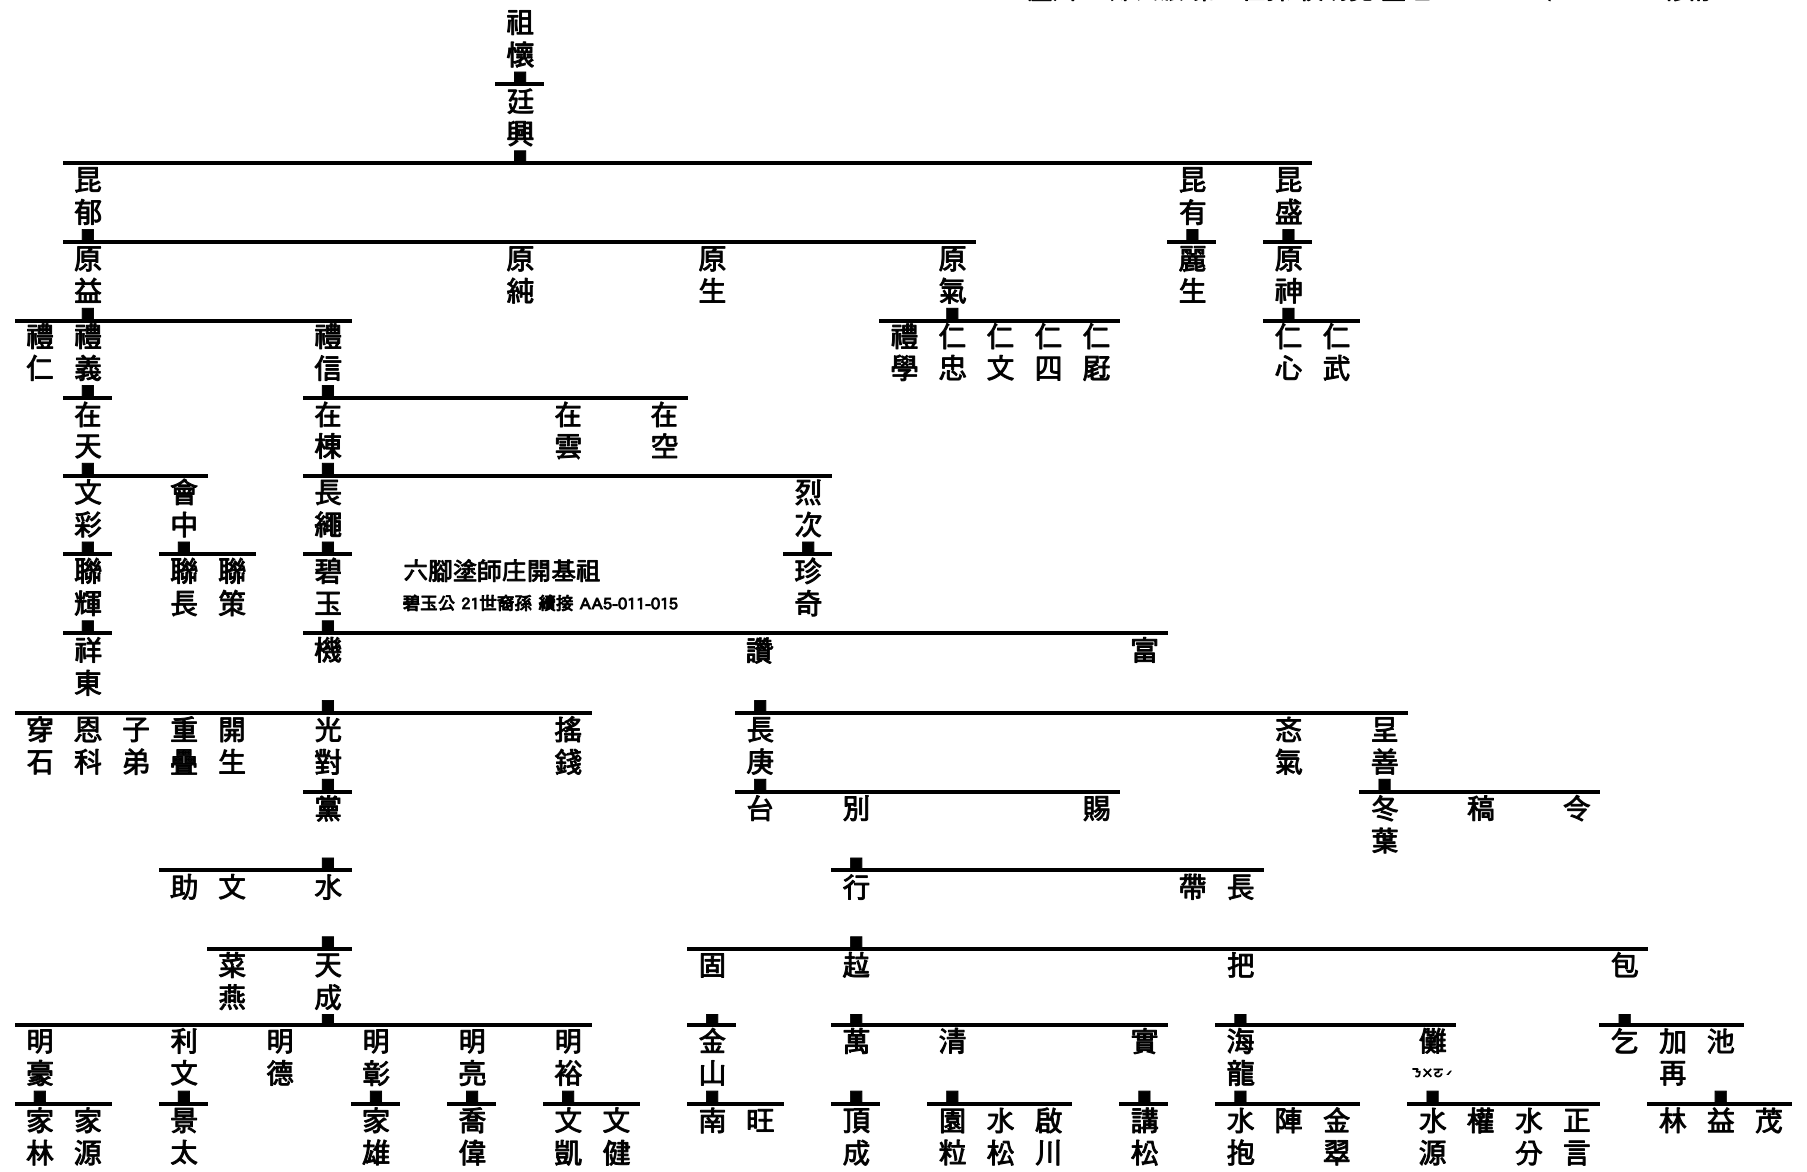 祖懷
廷興
昆郁 昆有 昆盛
原益 原純 原生 原氣 麗生 原神
禮仁 禮義 禮信 禮學 仁忠 仁文 仁四 仁 仁心 仁武
在天 在棟 在雲 在空
文彩 會中 長繩 烈次
聯輝 聯長 聯策 碧玉 六腳塗師庄開基祖 珍奇
碧玉公 21世裔孫 續接 AA5-011-015
祥東 機 讚 富
穿石 恩科 子弟 重疊 開生 光對 搖錢 長庚 忞氣 呈善
黨 台 別 賜 冬葉 稿 令
助 文 水 行 帶 長
菜燕 天成 固 趈 把 包
明豪 利文 明德 明彰 明亮 明裕 金山 萬 清 實 海龍 儺 ㄋㄨㄛˊ 乞 加再 池
家林 家源 景太 家雄 喬偉 文凱 文健 南 旺 頂成 園粒 水松 啟川 講松 水抱 陣 金翠 水源 權 水分 正言 林 益 茂